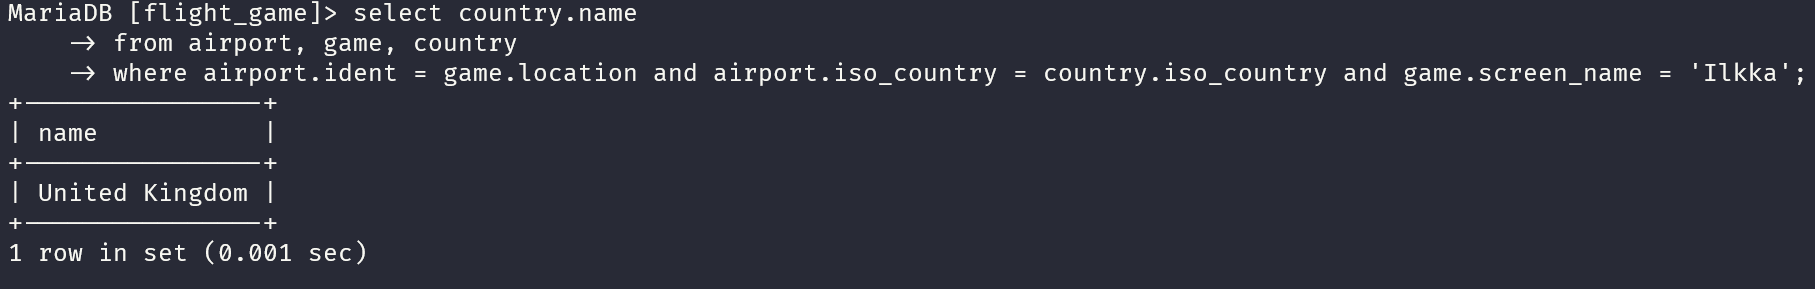 MariaDB [flight_game]> select country.name
    -> from airport, game, country
    -> where airport.ident = game.location and airport.iso_country = country.iso_country and game.screen_name = 'Ilkka';
+----------------+
| name           |
+----------------+
| United Kingdom |
+----------------+
1 row in set (0.001 sec)